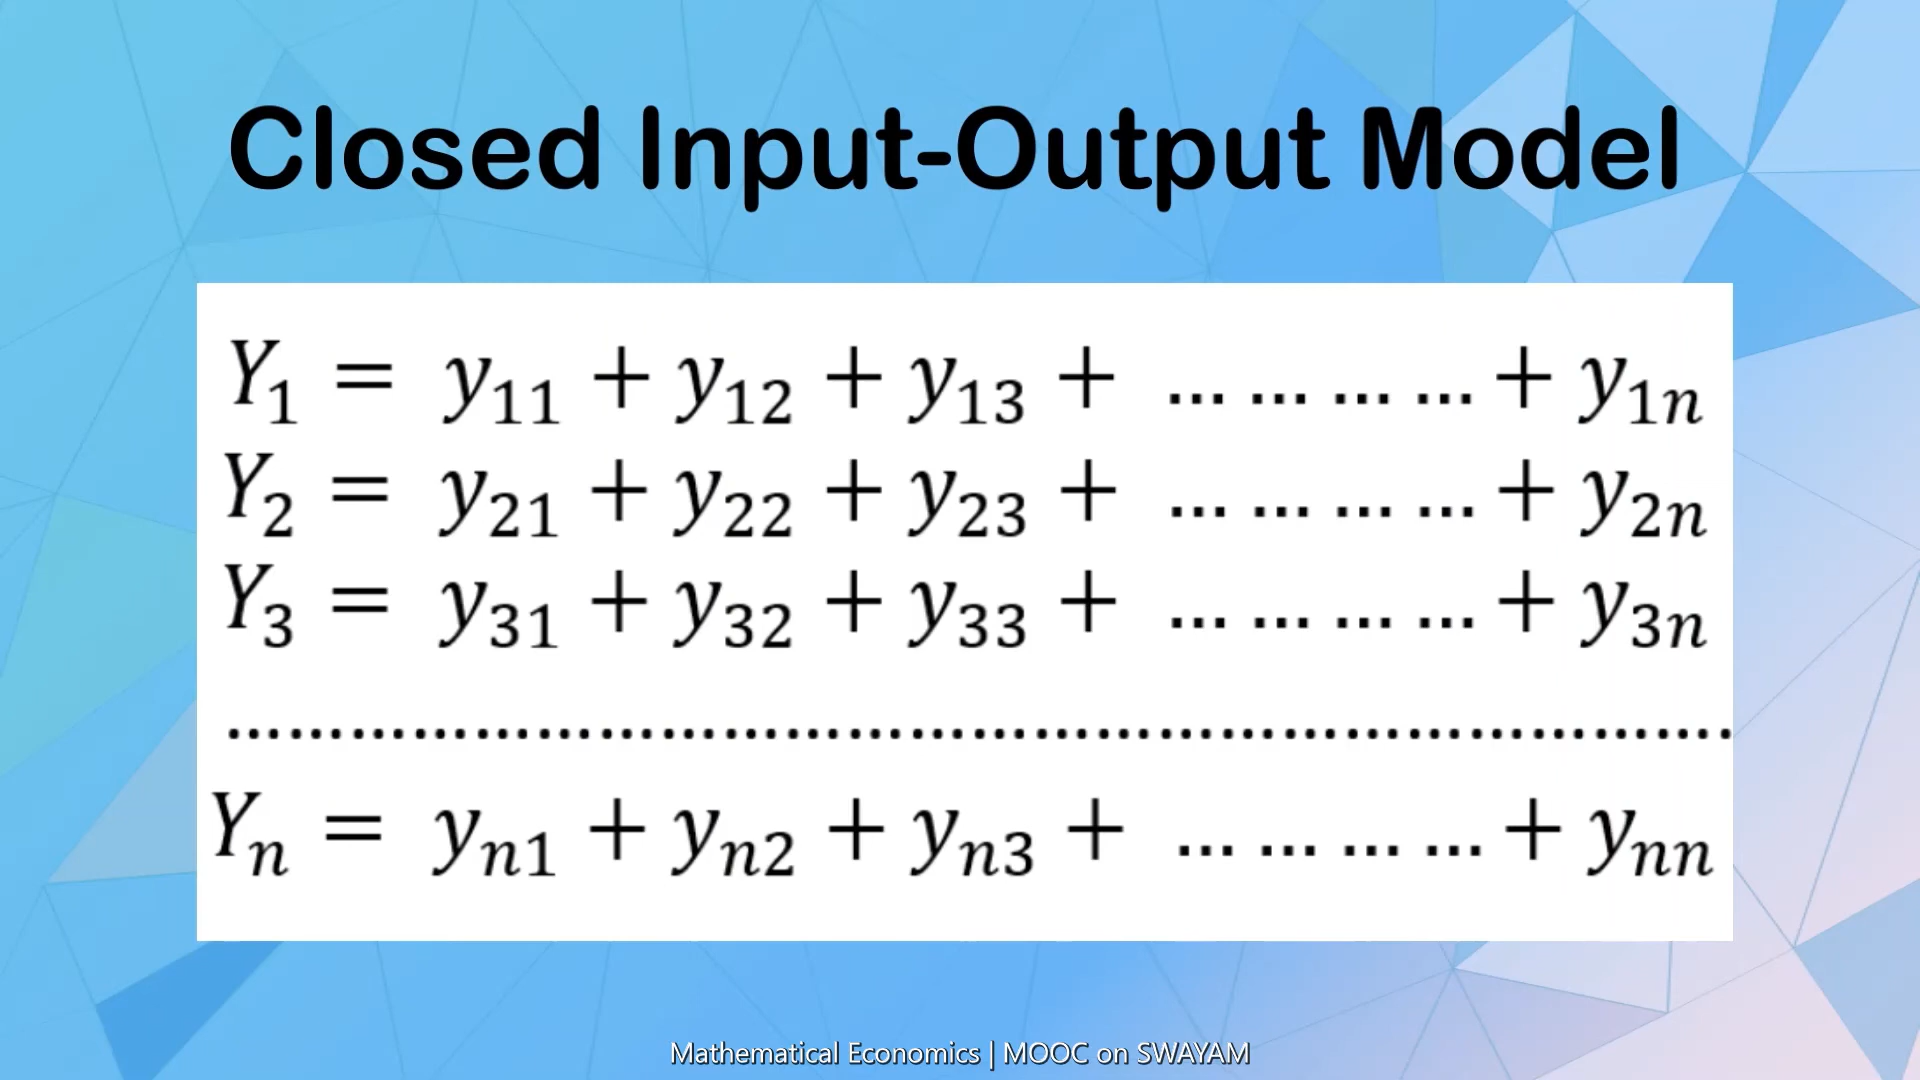 Closed Input-Output Model
Y₁ = y₁₁ + y₁₂ + y₁₃ + … … … … + y₁ₙ
Y₂ = y₂₁ + y₂₂ + y₂₃ + … … … … + y₂ₙ
Y₃ = y₃₁ + y₃₂ + y₃₃ + … … … … + y₃ₙ
………………………………………………………………
Yₙ = yₙ₁ + yₙ₂ + yₙ₃ + … … … … + yₙₙ
Mathematical Economics | MOOC on SWAYAM